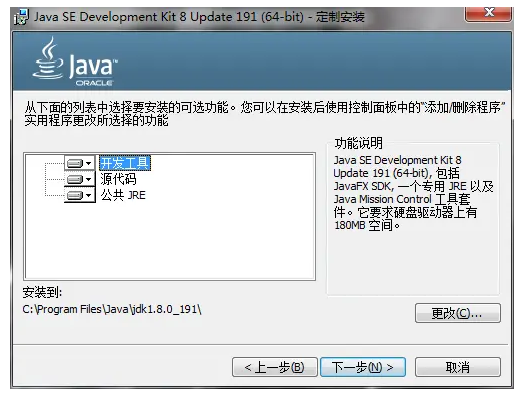 Java SE Development Kit 8 Update 191 (64-bit) - 定制安装
Java™
ORACLE
从下面的列表中选择要安装的可选功能。您可以在安装后使用控制面板中的“添加/删除程序”
实用程序更改所选择的功能
开发工具
源代码
公共 JRE
功能说明
Java SE Development Kit 8
Update 191 (64-bit), 包括
JavaFX SDK, 一个专用 JRE 以及
Java Mission Control 工具套
件。它要求硬盘驱动器上有
180MB 空间。
安装到:
C:\Program Files\Java\jdk1.8.0_191\
更改(C)...
< 上一步(B)
下一步(N) >
取消